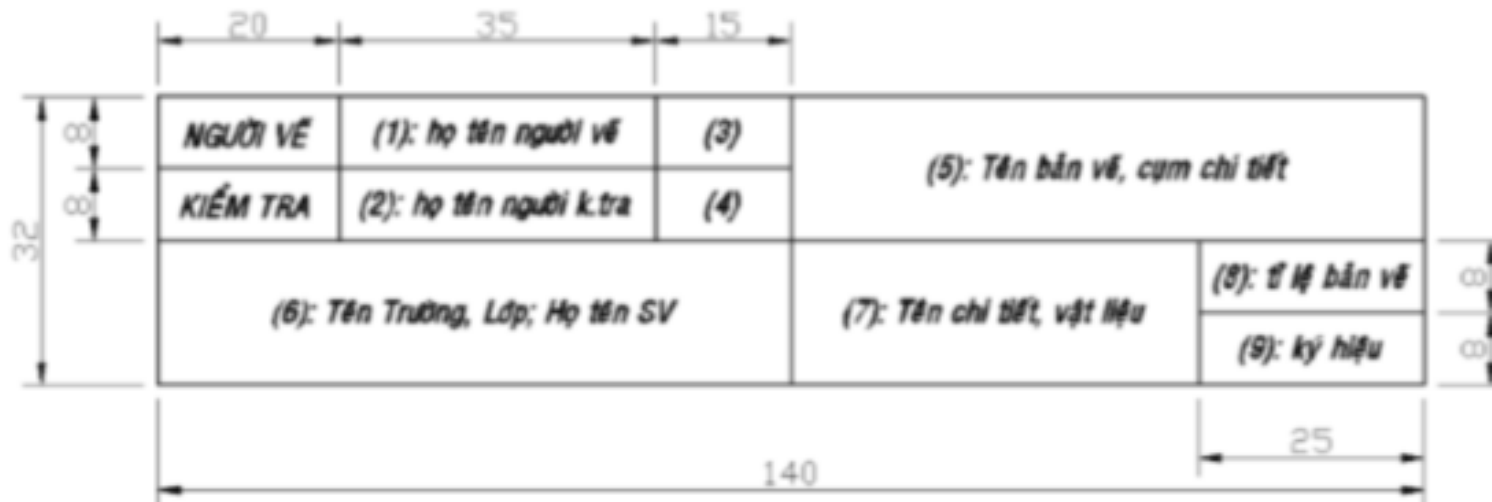 20 35 15
8 NGƯỜI VẼ (1): họ tên người vẽ (3)
(5): Tên bản vẽ, cụm chi tiết
8 KIỂM TRA (2): họ tên người k.tra (4)
32
(6): Tên Trường, Lớp; Họ tên SV (7): Tên chi tiết, vật liệu
(8): tỉ lệ bản vẽ 8
(9): ký hiệu 8
25
140